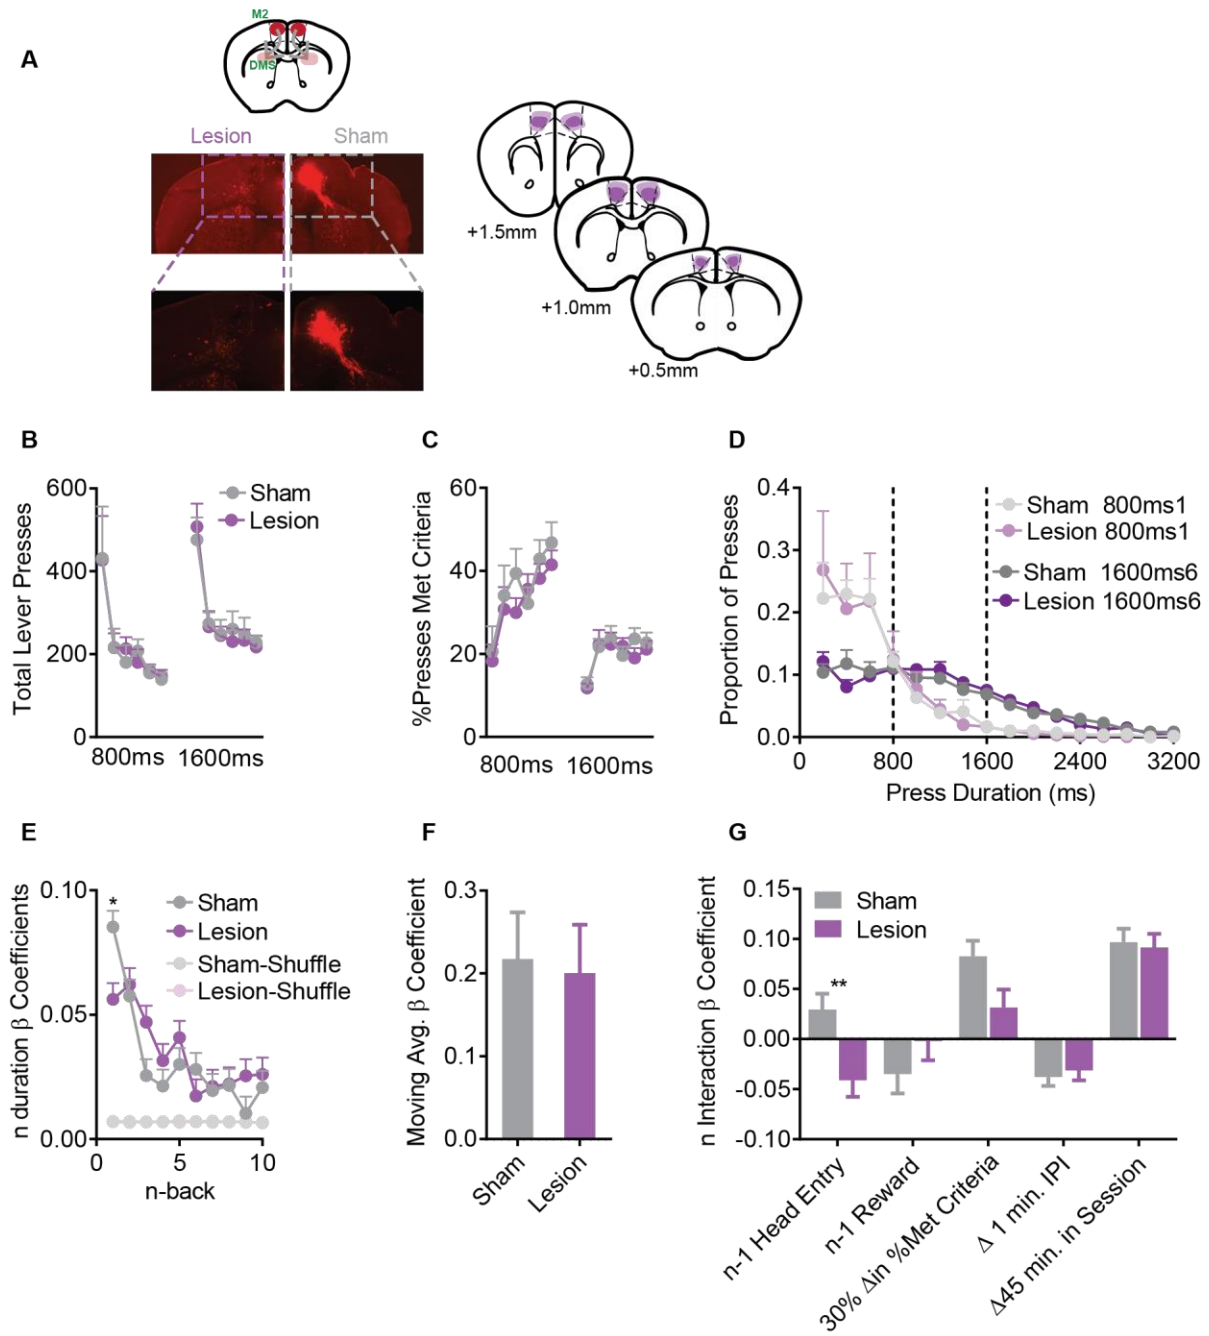 A
M2
DMS
Lesion
Sham
+1.5mm
+1.0mm
+0.5mm
B
Total Lever Presses
600
400
200
0
800ms 1600ms
Sham
Lesion
C
%Presses Met Criteria
60
40
20
0
800ms 1600ms
D
Proportion of Presses
0.4
0.3
0.2
0.1
0.0
0 800 1600 2400 3200
Press Duration (ms)
Sham 800ms1
Lesion 800ms1
Sham 1600ms6
Lesion 1600ms6
E
n duration β Coefficients
0.10
0.05
0.00
0 5 10
n-back
*
Sham
Lesion
Sham-Shuffle
Lesion-Shuffle
F
Moving Avg. β Coefficient
0.3
0.2
0.1
0.0
Sham
Lesion
G
n Interaction β Coefficient
0.15
0.10
0.05
0.00
-0.05
-0.10
Sham
Lesion
**
n-1 Head Entry
n-1 Reward
30% Δin %Met Criteria
Δ 1 min. IPI
Δ45 min. in Session